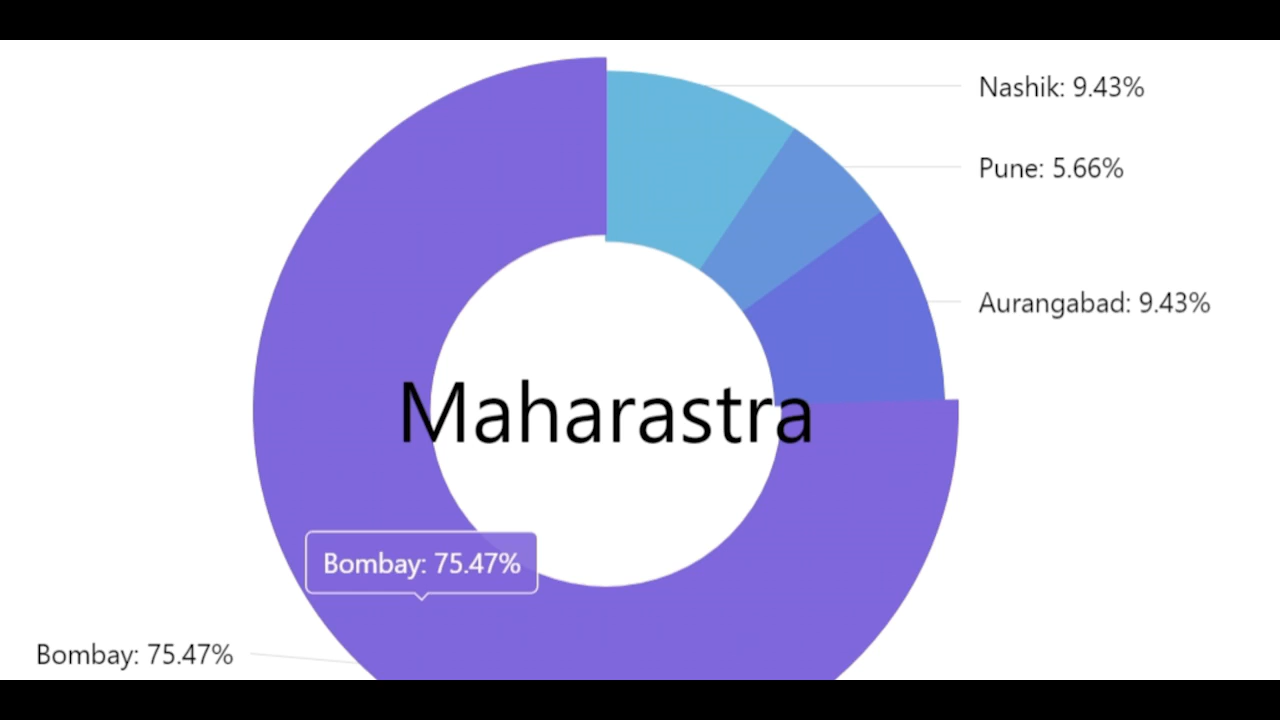 Nashik: 9.43%
Pune: 5.66%
Aurangabad: 9.43%
Maharastra
Bombay: 75.47%
Bombay: 75.47%